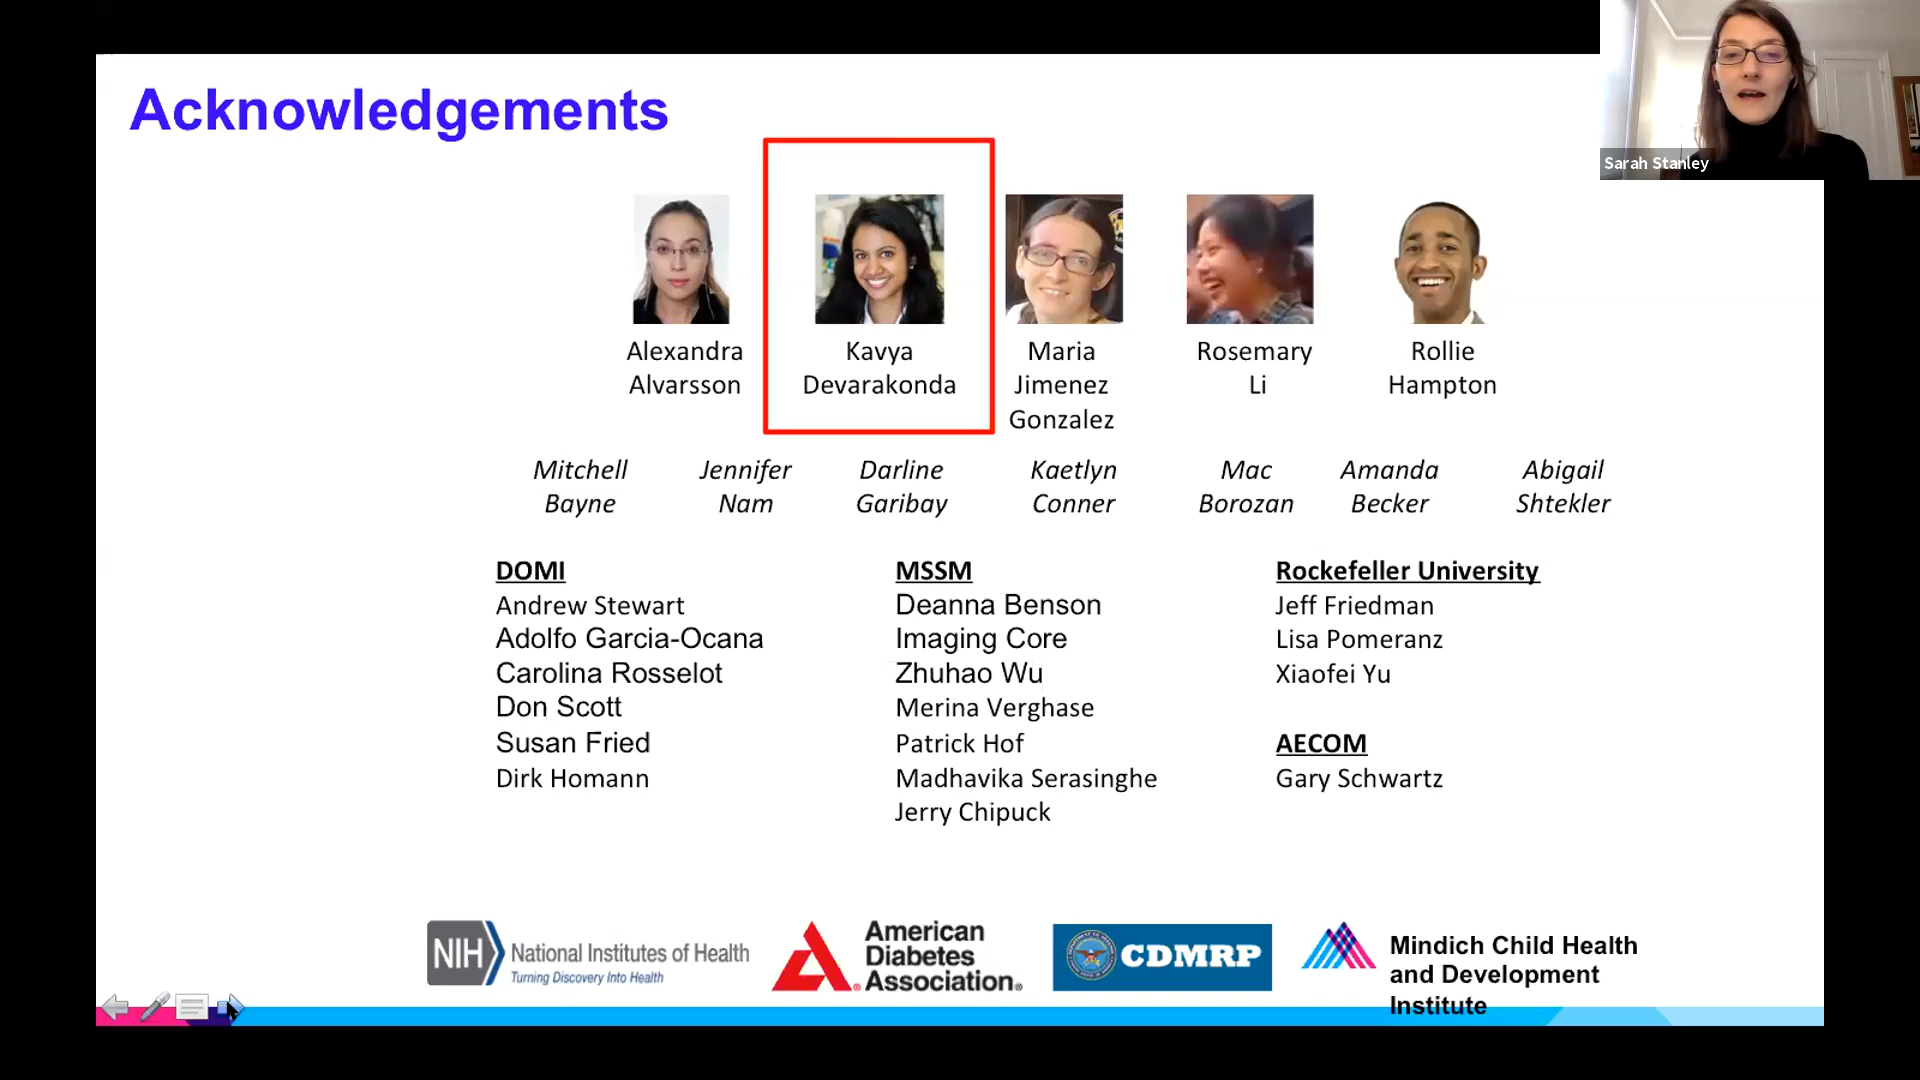 Acknowledgements
Sarah Stanley
Alexandra
Alvarsson
Kavya
Devarakonda
Maria
Jimenez
Gonzalez
Rosemary
Li
Rollie
Hampton
Mitchell
Bayne
Jennifer
Nam
Darline
Garibay
Kaetlyn
Conner
Mac
Borozan
Amanda
Becker
Abigail
Shtekler
DOMI
Andrew Stewart
Adolfo Garcia-Ocana
Carolina Rosselot
Don Scott
Susan Fried
Dirk Homann
MSSM
Deanna Benson
Imaging Core
Zhuhao Wu
Merina Verghase
Patrick Hof
Madhavika Serasinghe
Jerry Chipuck
Rockefeller University
Jeff Friedman
Lisa Pomeranz
Xiaofei Yu
AECOM
Gary Schwartz
NIH
National Institutes of Health
Turning Discovery Into Health
American
Diabetes
Association®
CDMRP
Mindich Child Health
and Development
Institute